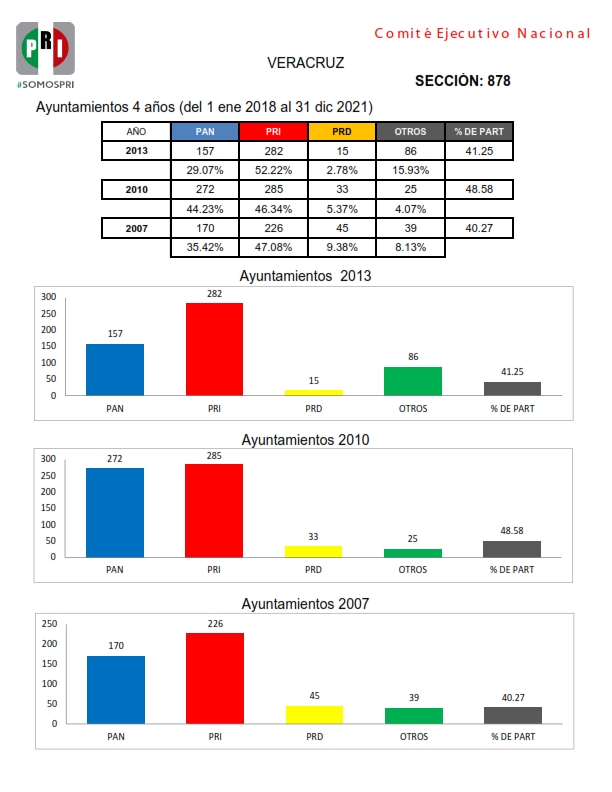 Comité Ejecutivo Nacional
PRI
#SOMOSPRI
VERACRUZ
SECCIÓN: 878
Ayuntamientos 4 años (del 1 ene 2018 al 31 dic 2021)
AÑO PAN PRI PRD OTROS % DE PART
2013 157 282 15 86 41.25
29.07% 52.22% 2.78% 15.93%
2010 272 285 33 25 48.58
44.23% 46.34% 5.37% 4.07%
2007 170 226 45 39 40.27
35.42% 47.08% 9.38% 8.13%
Ayuntamientos 2013
300
250
200
150
100
50
0
157 282 15 86 41.25
PAN PRI PRD OTROS % DE PART
Ayuntamientos 2010
300
250
200
150
100
50
0
272 285 33 25 48.58
PAN PRI PRD OTROS % DE PART
Ayuntamientos 2007
250
200
150
100
50
0
170 226 45 39 40.27
PAN PRI PRD OTROS % DE PART